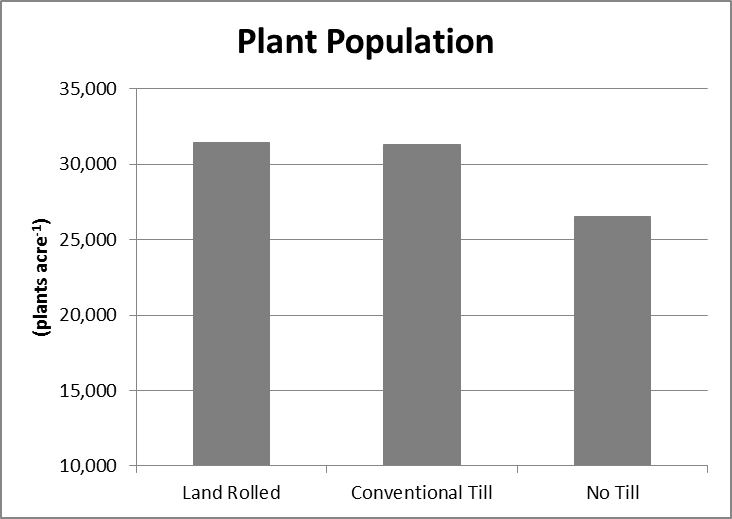 Plant Population
(plants acre-1)
35,000
30,000
25,000
20,000
15,000
10,000
Land Rolled
Conventional Till
No Till